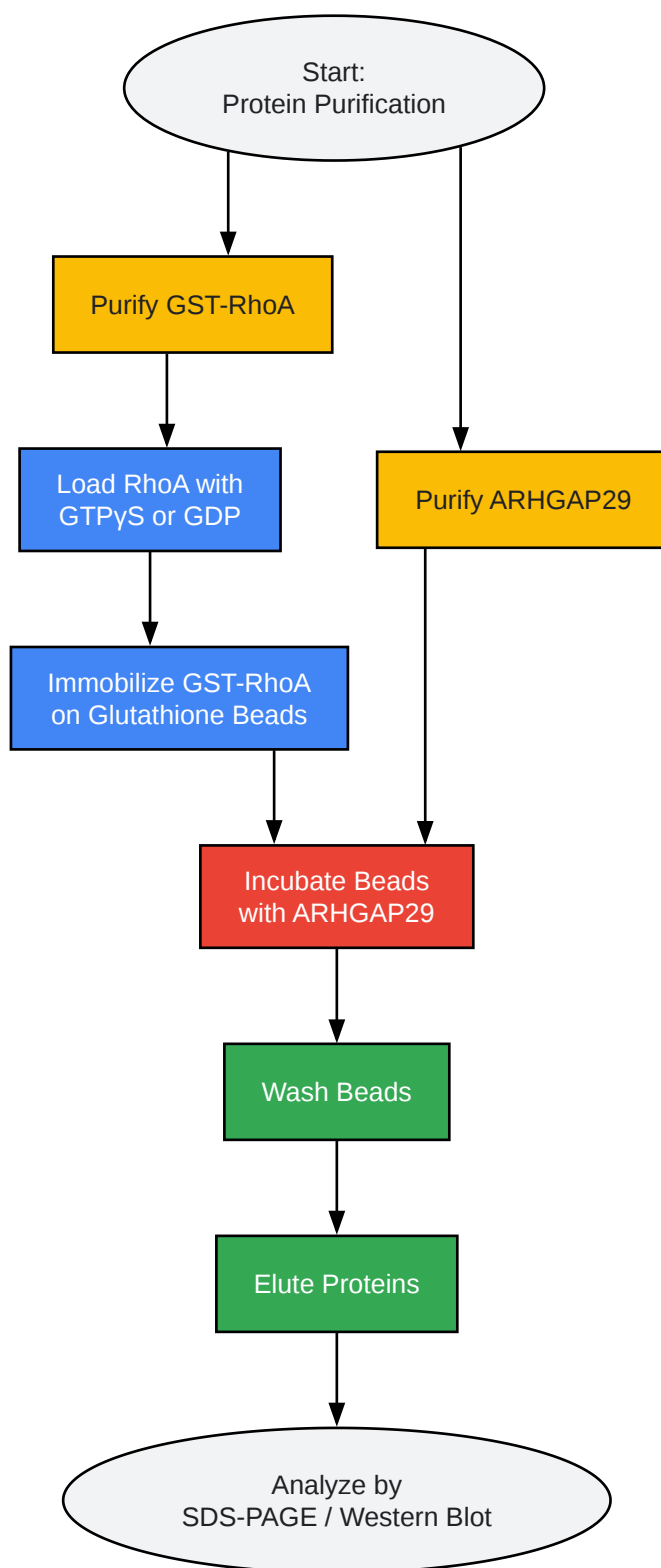 Start:
Protein Purification
Purify GST-RhoA
Load RhoA with
GTPγS or GDP
Purify ARHGAP29
Immobilize GST-RhoA
on Glutathione Beads
Incubate Beads
with ARHGAP29
Wash Beads
Elute Proteins
Analyze by
SDS-PAGE / Western Blot